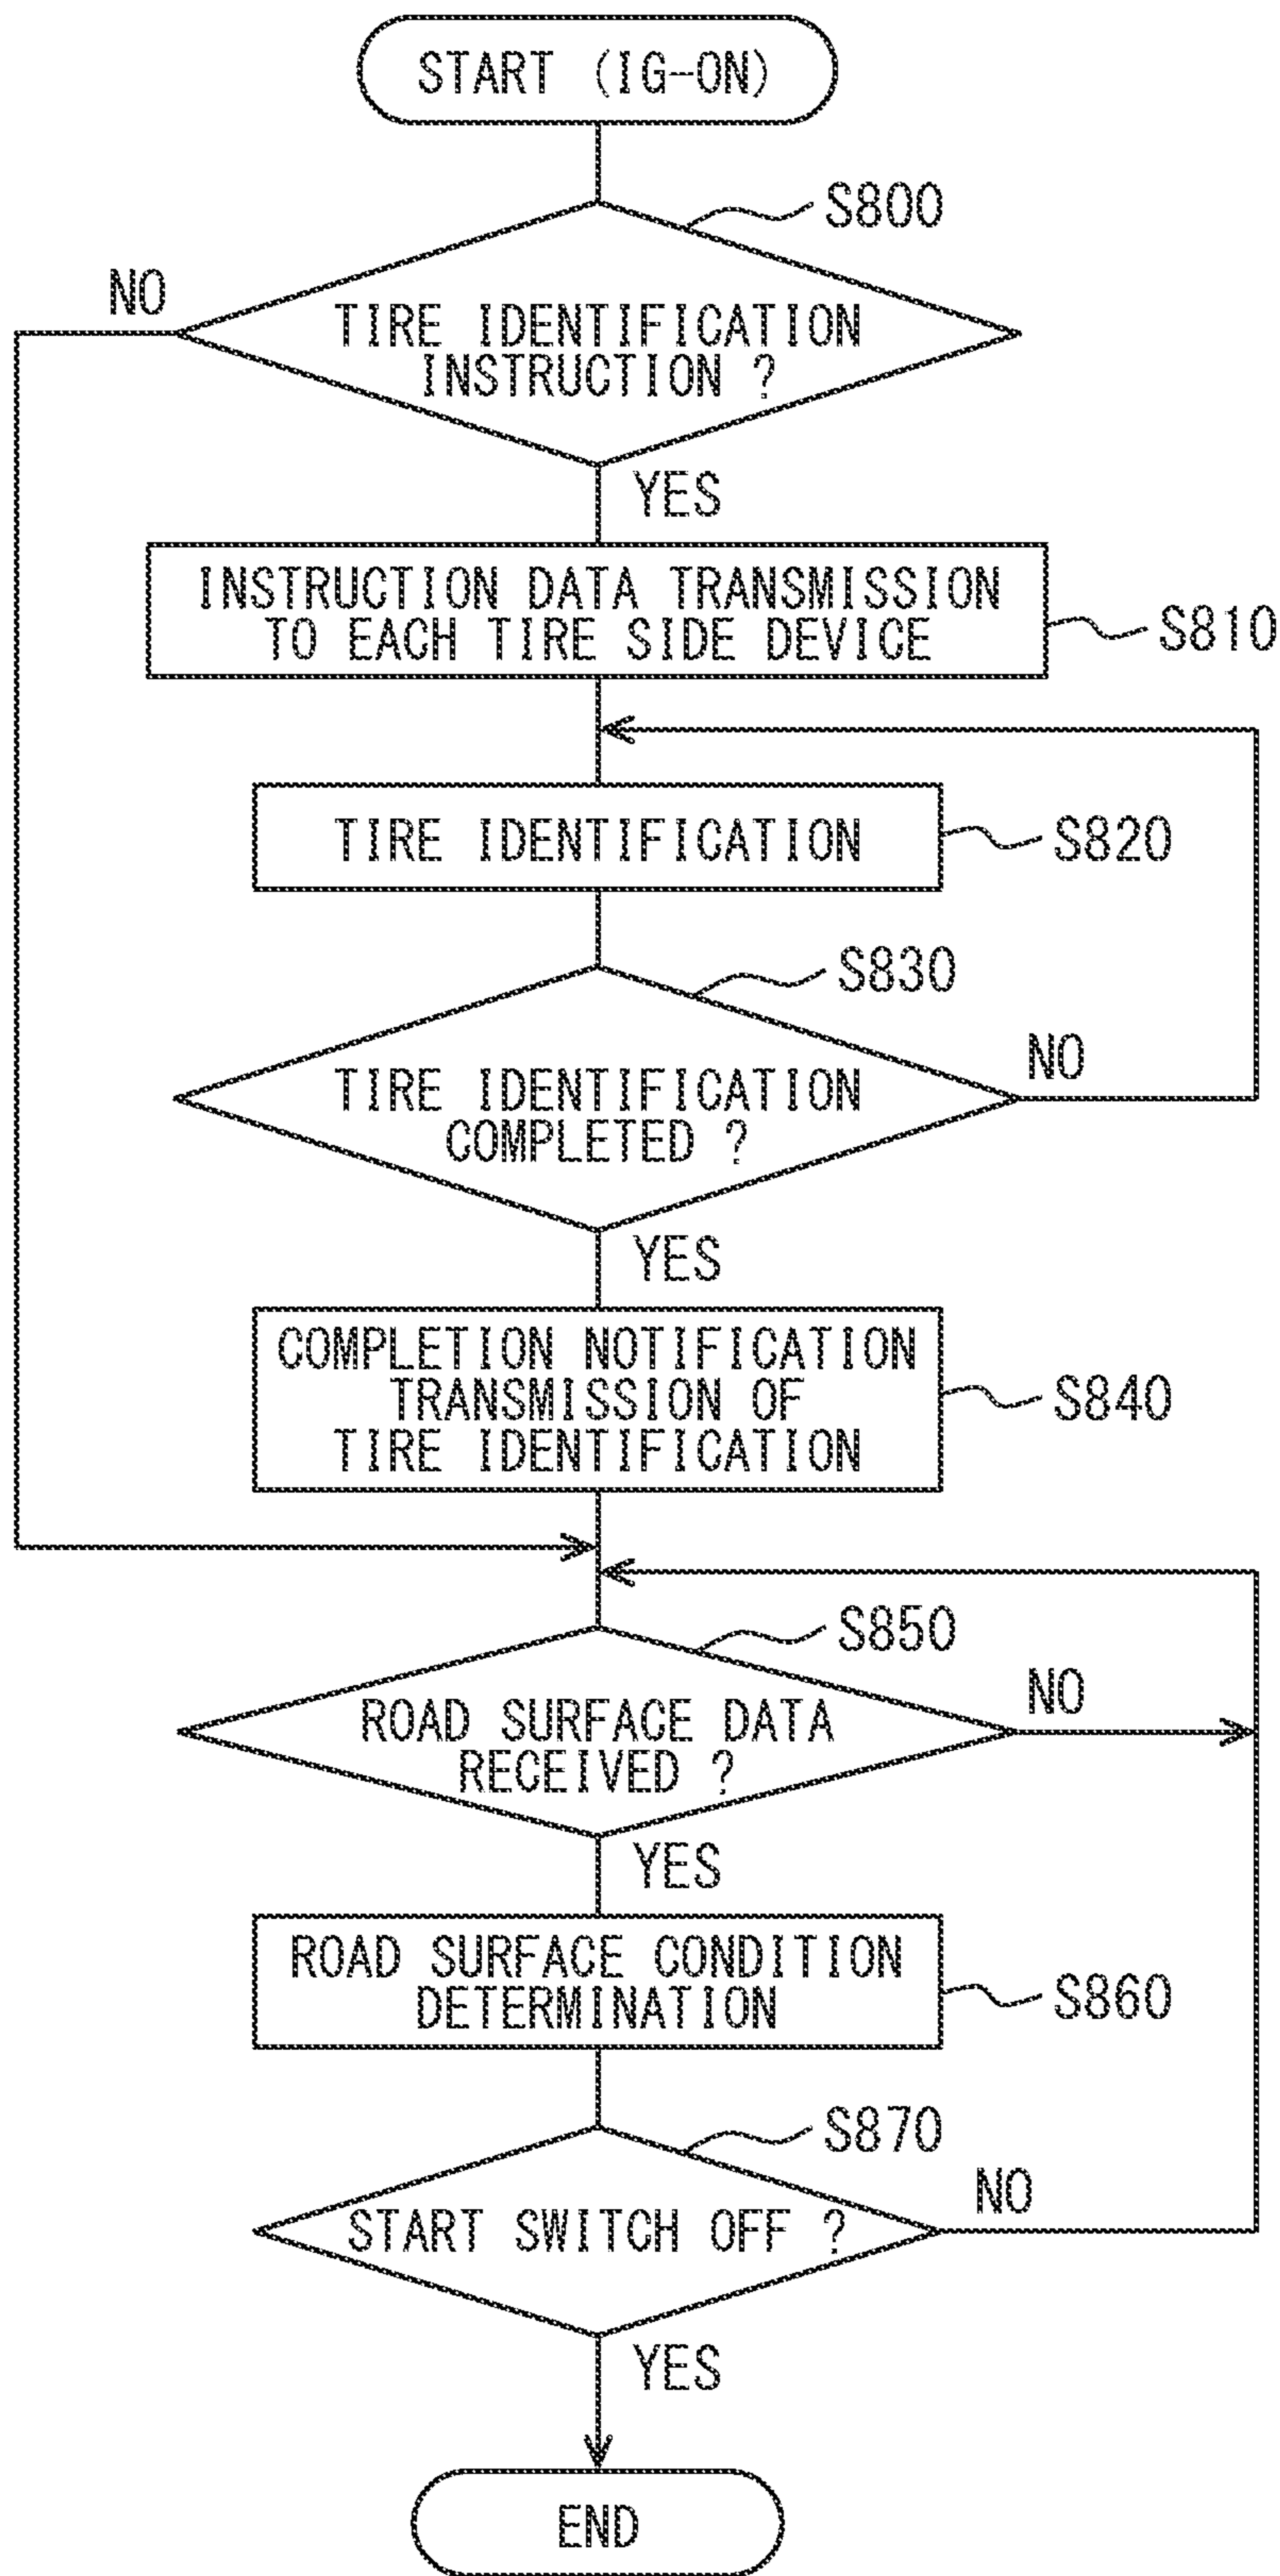 START (IG-ON)
S800
NO
TIRE IDENTIFICATION
INSTRUCTION ?
YES
INSTRUCTION DATA TRANSMISSION
TO EACH TIRE SIDE DEVICE
S810
TIRE IDENTIFICATION
S820
S830
TIRE IDENTIFICATION
COMPLETED ?
NO
YES
COMPLETION NOTIFICATION
TRANSMISSION OF
TIRE IDENTIFICATION
S840
S850
ROAD SURFACE DATA
RECEIVED ?
NO
YES
ROAD SURFACE CONDITION
DETERMINATION
S860
S870
START SWITCH OFF ?
NO
YES
END